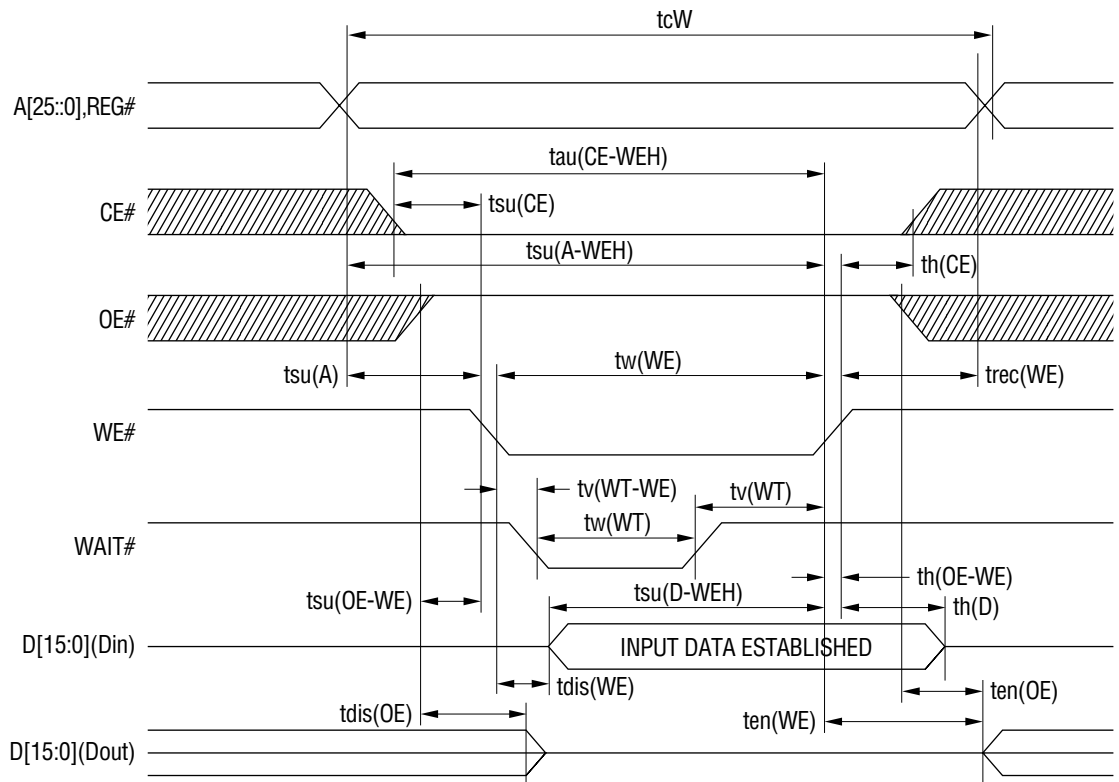 tcW
A[25::0],REG#
tau(CE-WEH)
tsu(CE)
CE#
tsu(A-WEH)
th(CE)
OE#
tw(WE)
tsu(A)
trec(WE)
WE#
tv(WT-WE)
tv(WT)
tw(WT)
WAIT#
th(OE-WE)
tsu(OE-WE)
tsu(D-WEH)
th(D)
D[15:0](Din)
INPUT DATA ESTABLISHED
tdis(WE)
ten(OE)
tdis(OE)
ten(WE)
D[15:0](Dout)